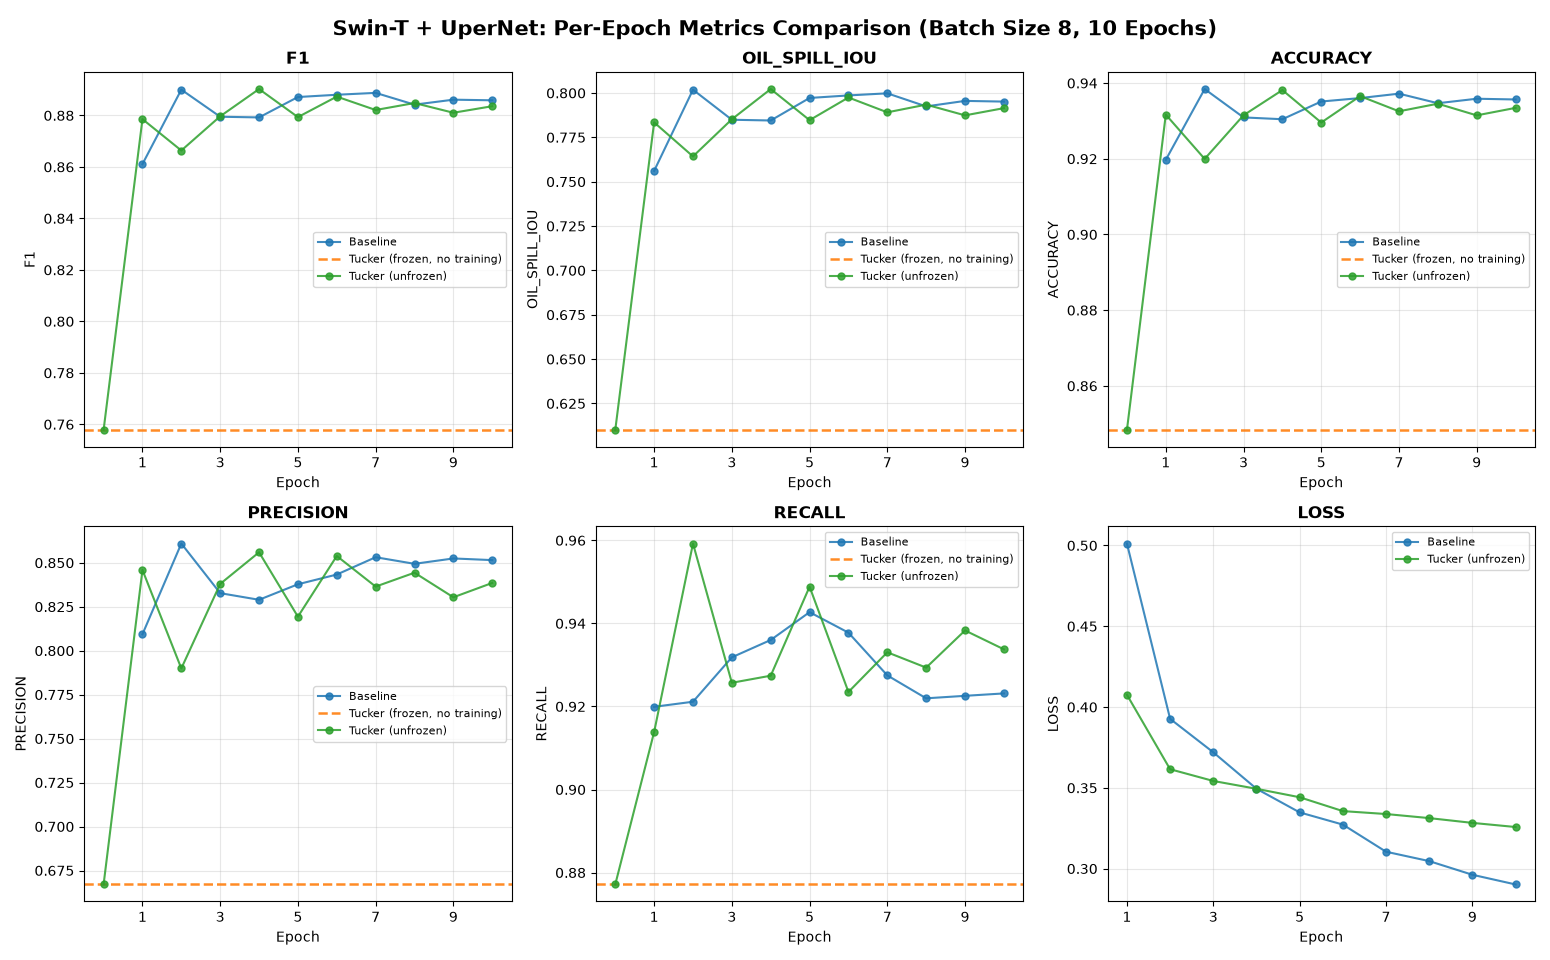 Swin-T + UperNet: Per-Epoch Metrics Comparison (Batch Size 8, 10 Epochs)
F1
0.88
0.86
0.84
0.82
0.80
0.78
0.76
F1
Baseline
Tucker (frozen, no training)
Tucker (unfrozen)
1 3 5 7 9
Epoch
OIL_SPILL_IOU
0.800
0.775
0.750
0.725
0.700
0.675
0.650
0.625
OIL_SPILL_IOU
Baseline
Tucker (frozen, no training)
Tucker (unfrozen)
1 3 5 7 9
Epoch
ACCURACY
0.94
0.92
0.90
0.88
0.86
ACCURACY
Baseline
Tucker (frozen, no training)
Tucker (unfrozen)
1 3 5 7 9
Epoch
PRECISION
0.850
0.825
0.800
0.775
0.750
0.725
0.700
0.675
PRECISION
Baseline
Tucker (frozen, no training)
Tucker (unfrozen)
1 3 5 7 9
Epoch
RECALL
0.96
0.94
0.92
0.90
0.88
RECALL
Baseline
Tucker (frozen, no training)
Tucker (unfrozen)
1 3 5 7 9
Epoch
LOSS
0.50
0.45
0.40
0.35
0.30
LOSS
Baseline
Tucker (unfrozen)
1 3 5 7 9
Epoch